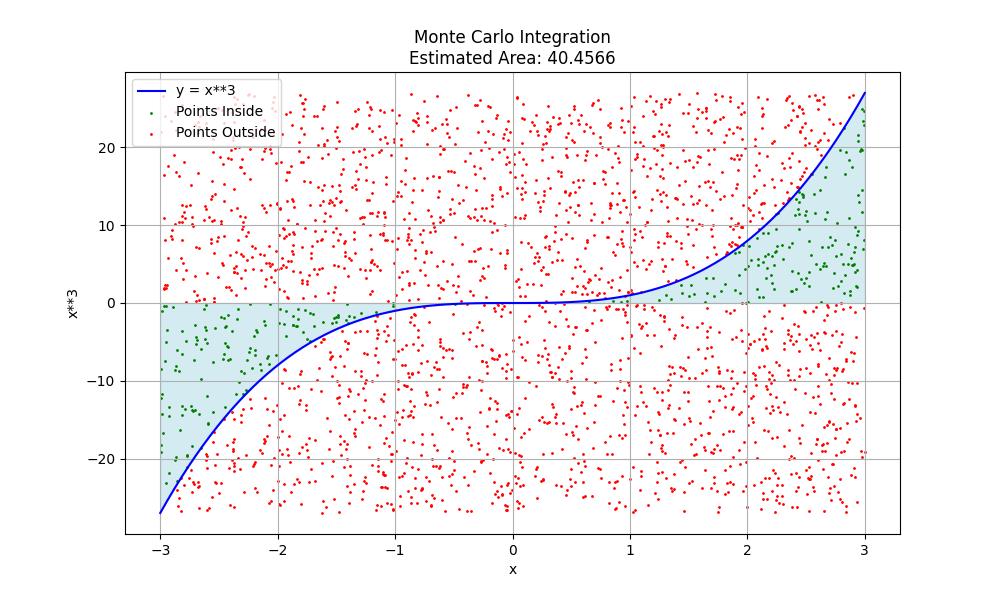 Monte Carlo Integration
Estimated Area: 40.4566
y = x**3
Points Inside
Points Outside
x**3
20
10
0
−10
−20
−3
−2
−1
0
1
2
3
x